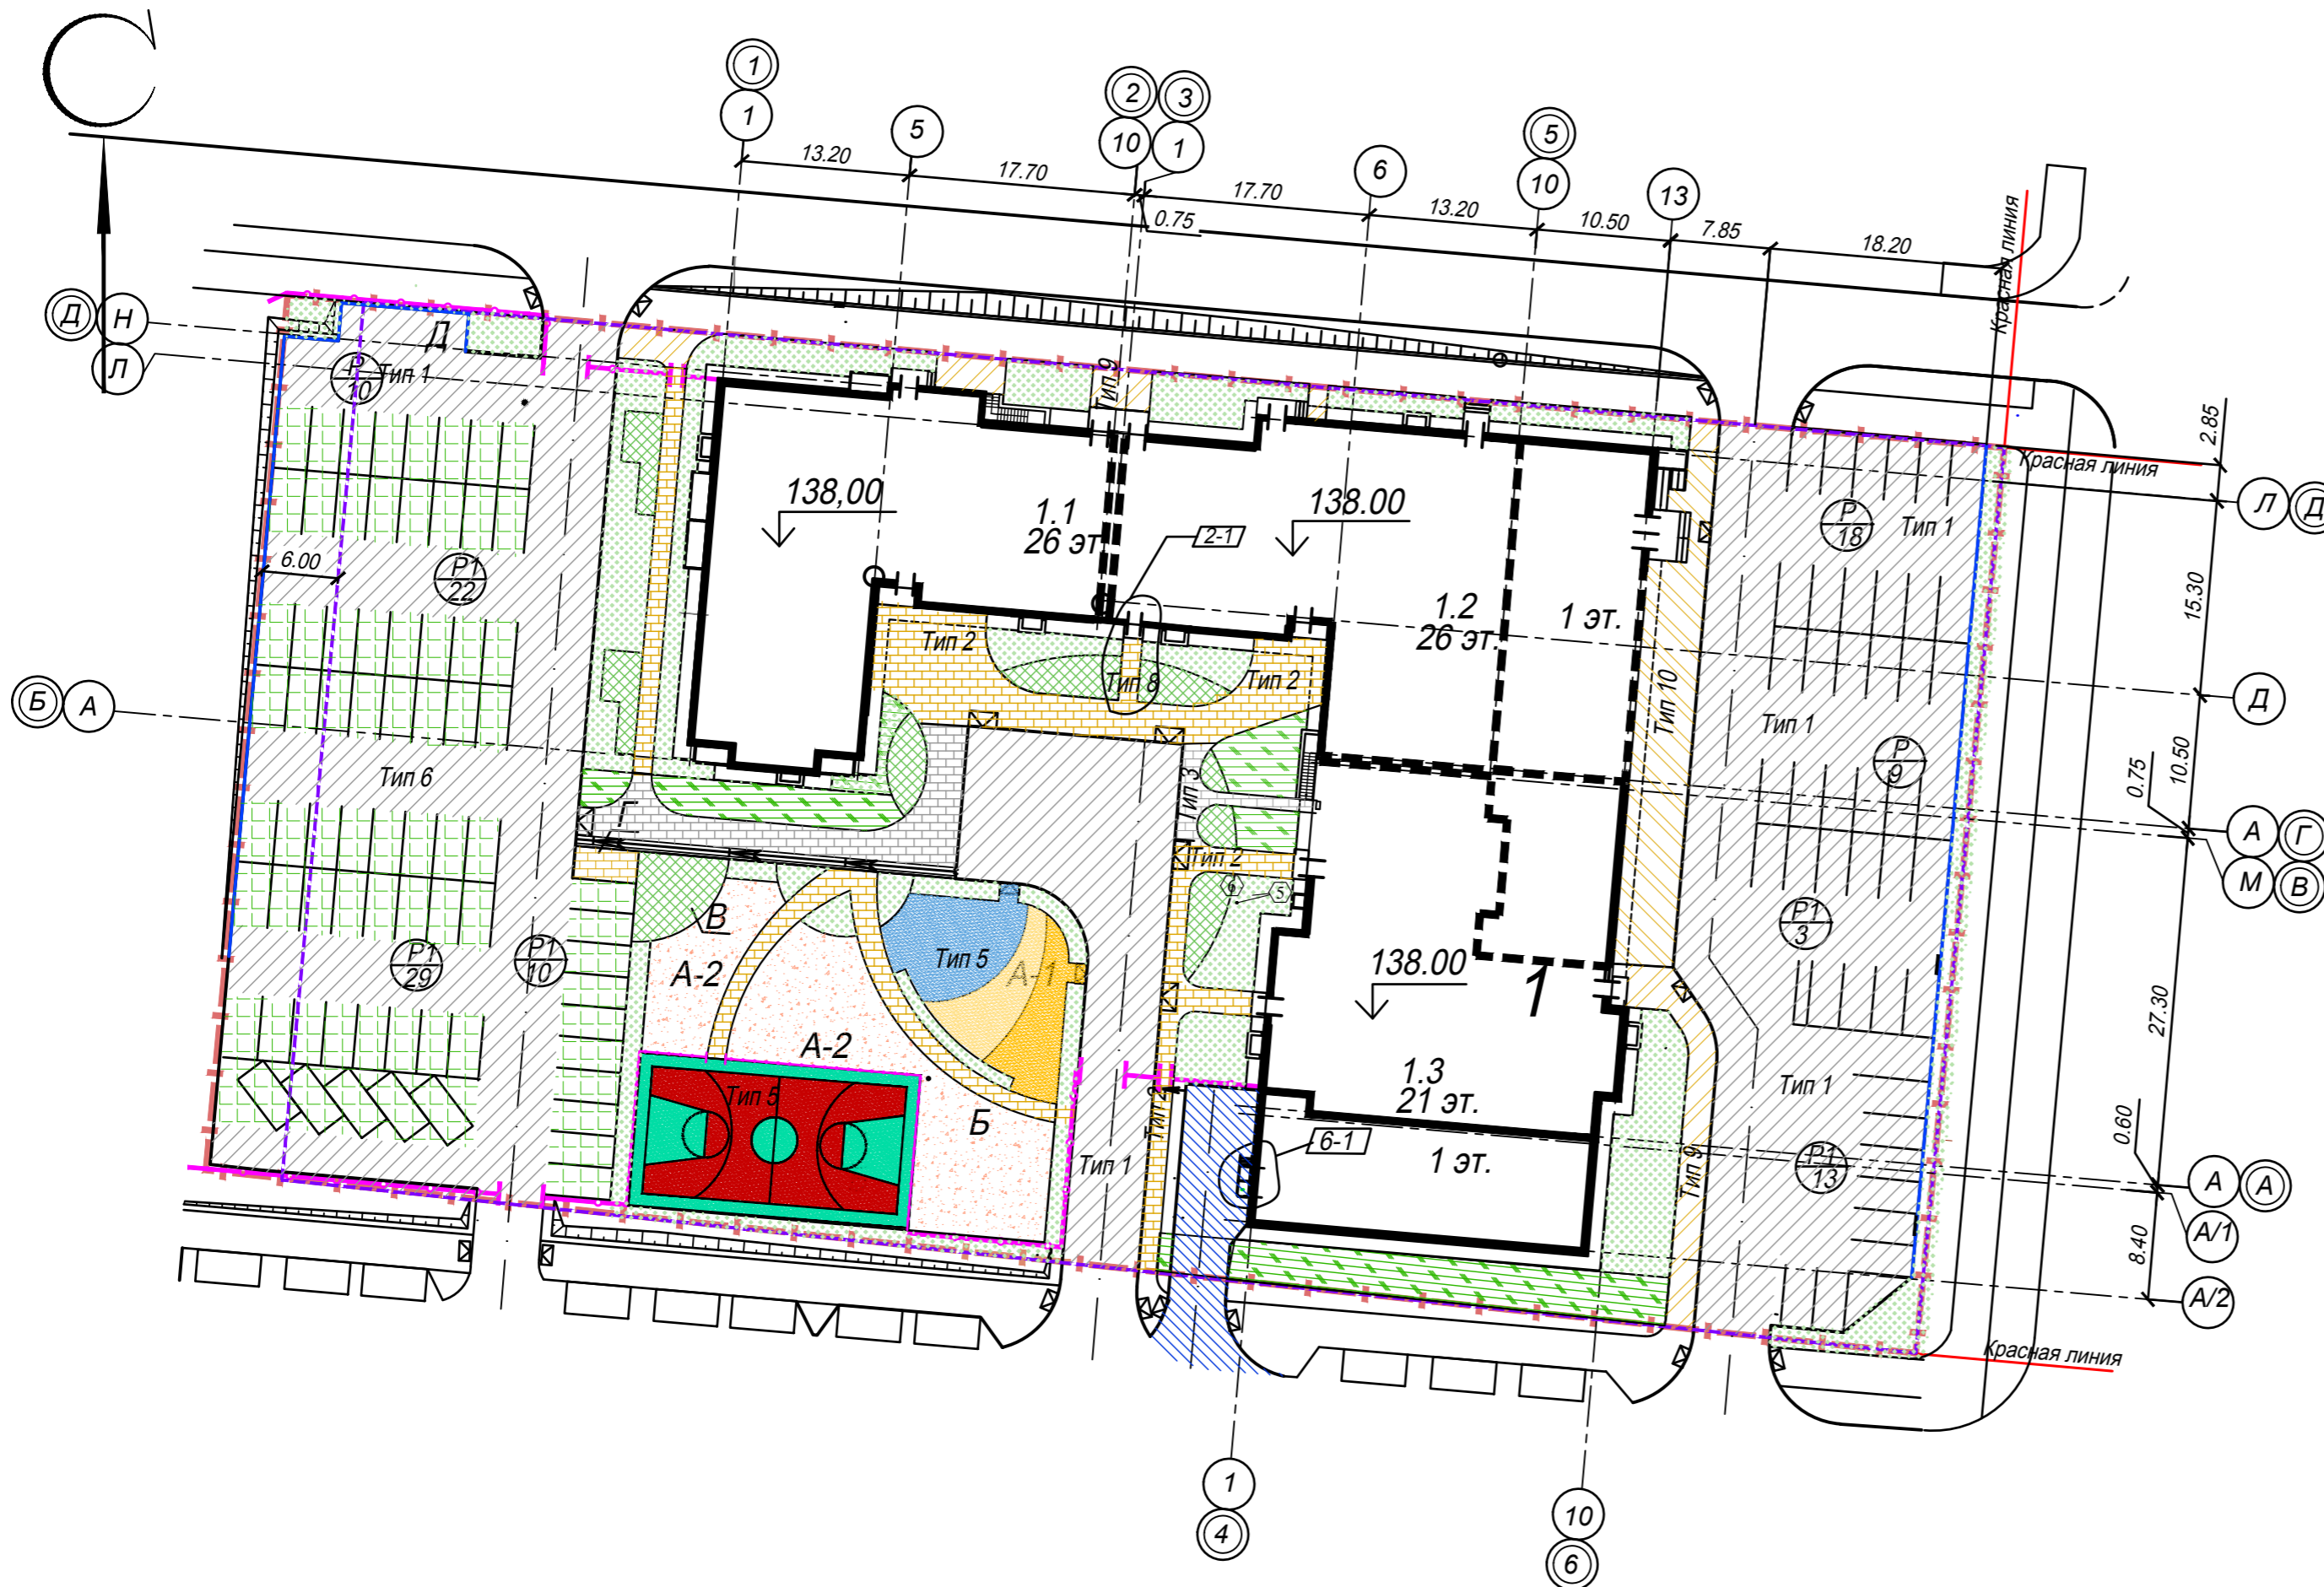 С
1
1
5
2
3
10
1
6
5
10
13
13.20
17.70
0.75
17.70
13.20
10.50
7.85
18.20
Красная линия
Д
Н
Л
Д
Р
10
Тип 1
Тип 9
2.85
Красная линия
Л
Д
138,00
1.1
26 эт
2-1
138.00
Р
18
Тип 1
6.00
Р1
22
1.2
26 эт.
1 эт.
15.30
Тип 2
Тип 8
Тип 2
Тип 10
Б
А
Д
Тип 1
Тип 6
Тип 3
Р
9
0.75
10.50
Г
А
Г
М
В
Тип 2
6
5
В
А-2
Тип 5
А-1
Р1
3
Р1
29
Р1
10
138.00
1
27.30
А-2
1.3
21 эт.
Тип 1
Тип 5
Б
Тип 2
6-1
1 эт.
Тип 1
Тип 9
Р1
13
0.60
А
А
А/1
8.40
А/2
Красная линия
1
4
10
6